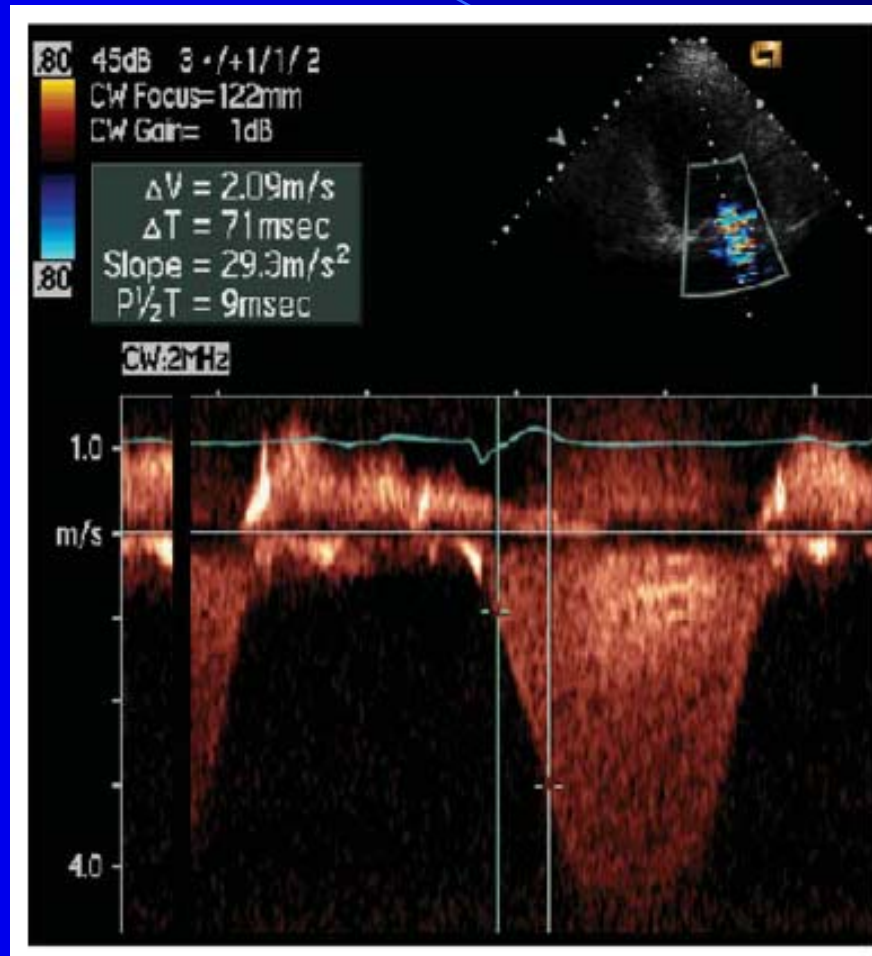 .80
45dB 3 •/+1/1/2
CW Focus=122mm
CW Gain= 1dB
ΔV = 2.09m/s
ΔT = 71msec
Slope = 29.3m/s²
P½T = 9msec
.80
CW:2MHz
1.0
m/s
4.0